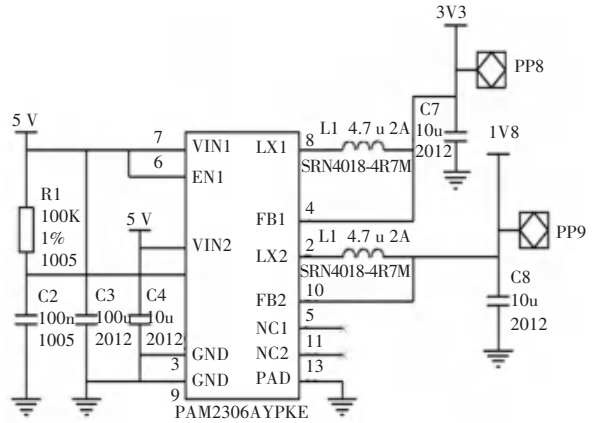 3V3
PP8
5 V
7
VIN1
LX1
8
L1 4.7 u 2A
C7
10u
2012
1V8
6
EN1
SRN4018-4R7M
R1
100K
1%
1005
5 V
FB1
4
PP9
VIN2
LX2
2
L1 4.7 u 2A
SRN4018-4R7M
C2
100n
1005
C3
100u
2012
C4
10u
2012
FB2
10
C8
10u
2012
NC1
5
GND
NC2
11
3
GND
PAD
13
9
PAM2306AYPKE